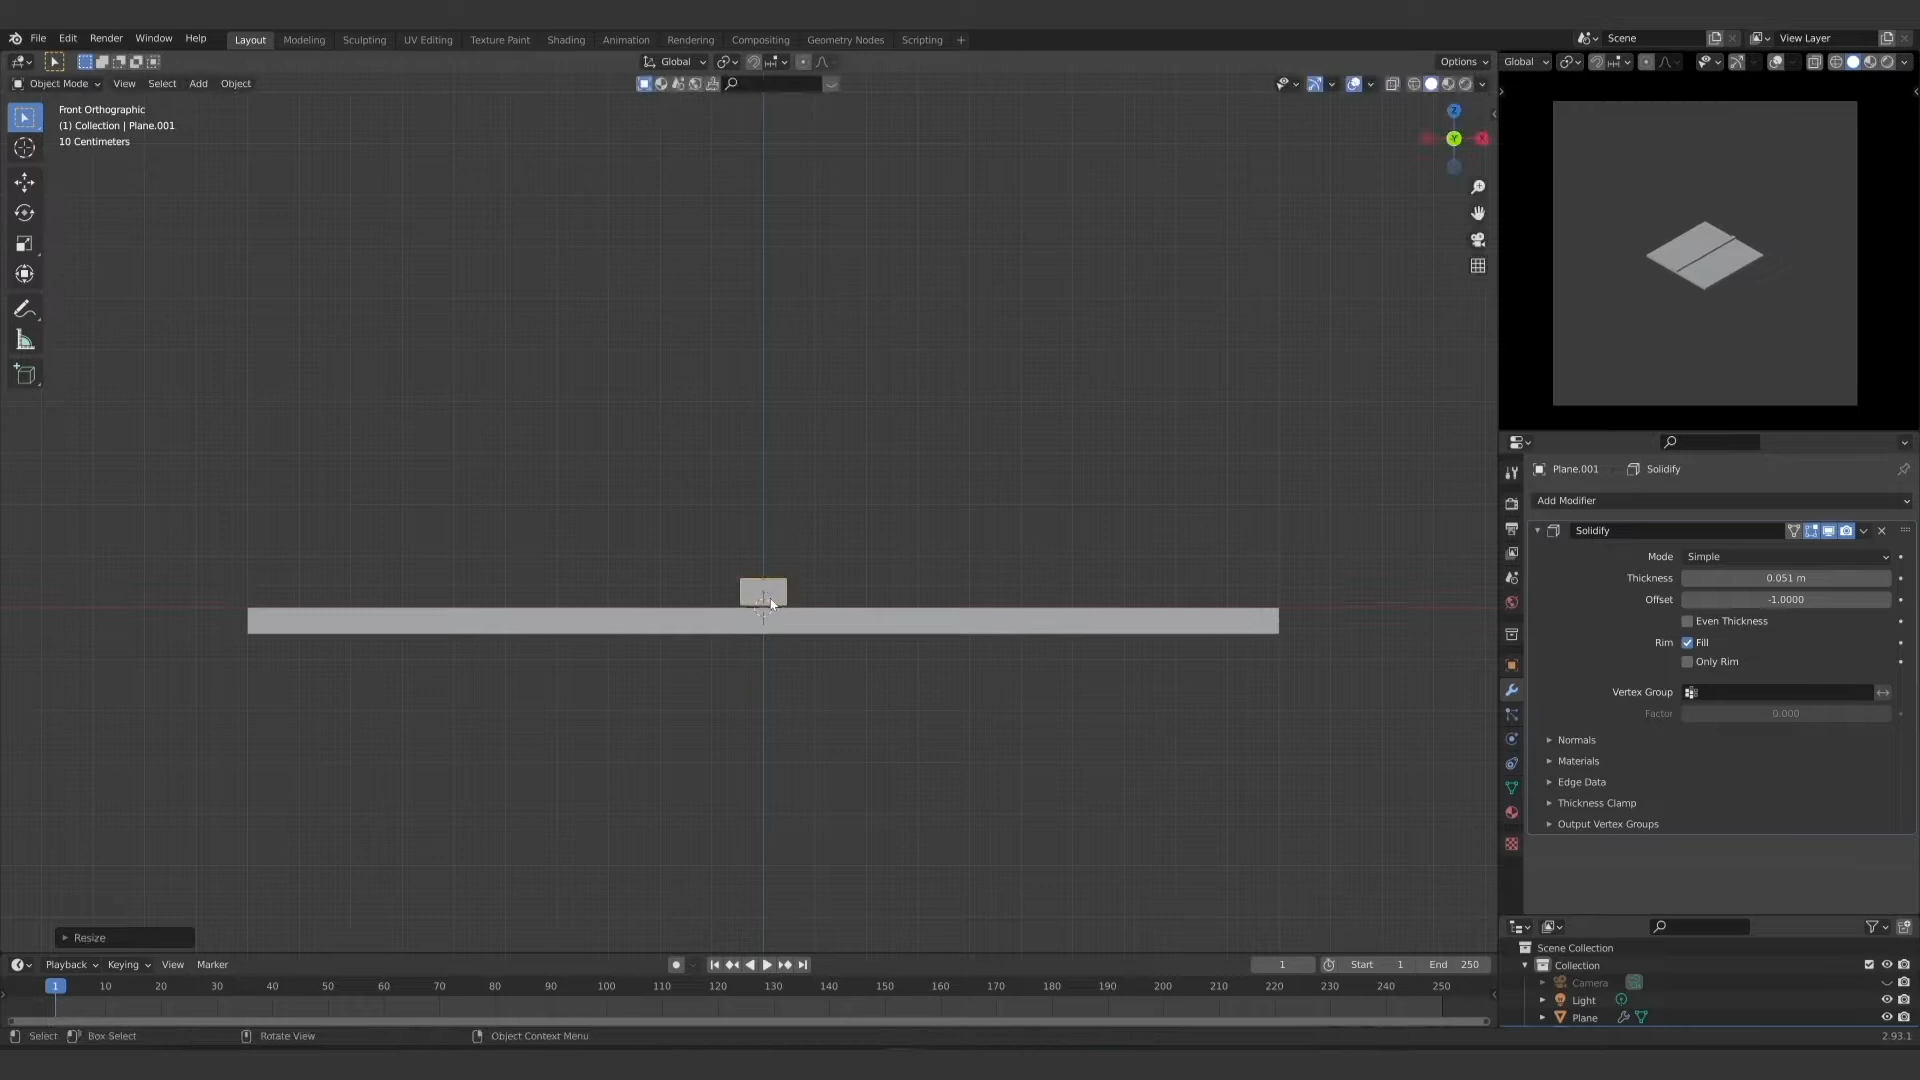 File Edit Render Window Help Layout Modeling Sculpting UV Editing Texture Paint Shading Animation Rendering Compositing Geometry Nodes Scripting + Scene View Layer
Global Options Global
Object Mode View Select Add Object
Front Orthographic
(1) Collection | Plane.001
10 Centimeters
Z
Y
X
Plane.001 Solidify
Add Modifier
Solidify
Mode Simple
Thickness 0.051 m
Offset -1.0000
Even Thickness
Rim Fill
Only Rim
Vertex Group
Factor 0.000
Normals
Materials
Edge Data
Thickness Clamp
Output Vertex Groups
Resize
Scene Collection
Collection
Camera
Light
Plane
Playback Keying View Marker 1 Start 1 End 250
1 10 20 30 40 50 60 70 80 90 100 110 120 130 140 150 160 170 180 190 200 210 220 230 240 250
Select Box Select Rotate View Object Context Menu 2.93.1